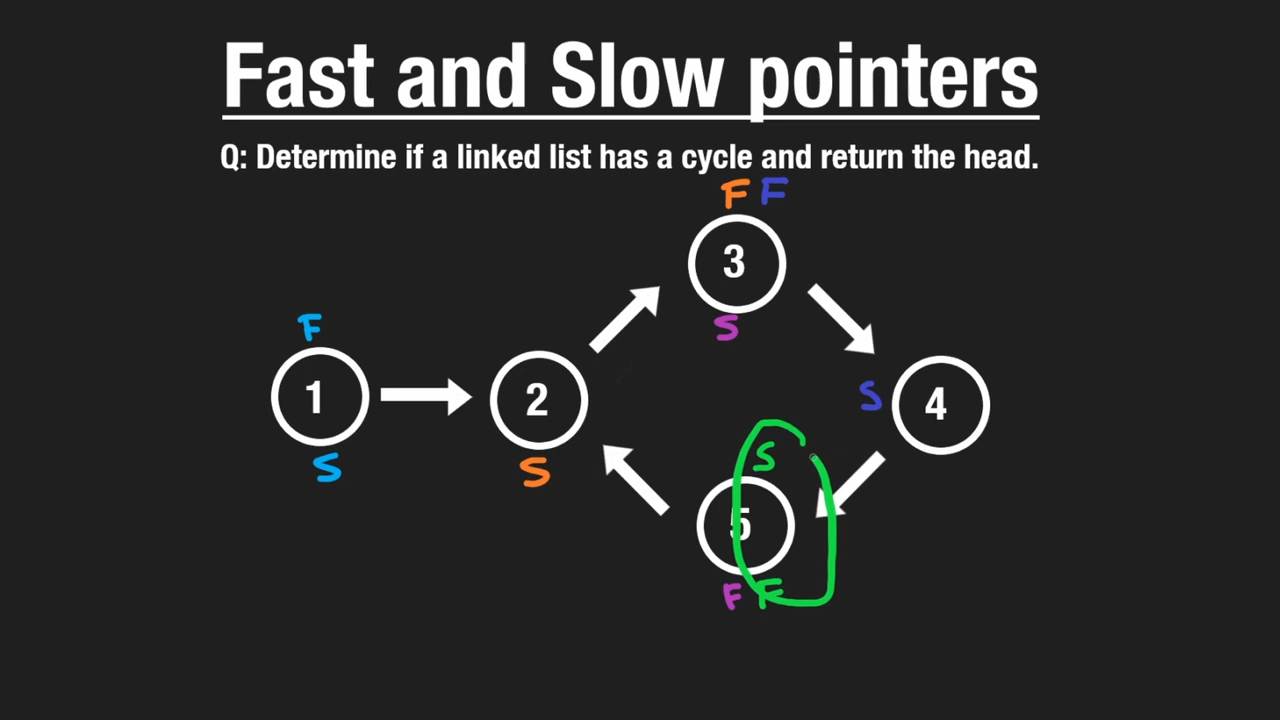 Fast and Slow pointers
Q: Determine if a linked list has a cycle and return the head.
F F
3
S
F
1
S
2
S
S
4
S
5
F F